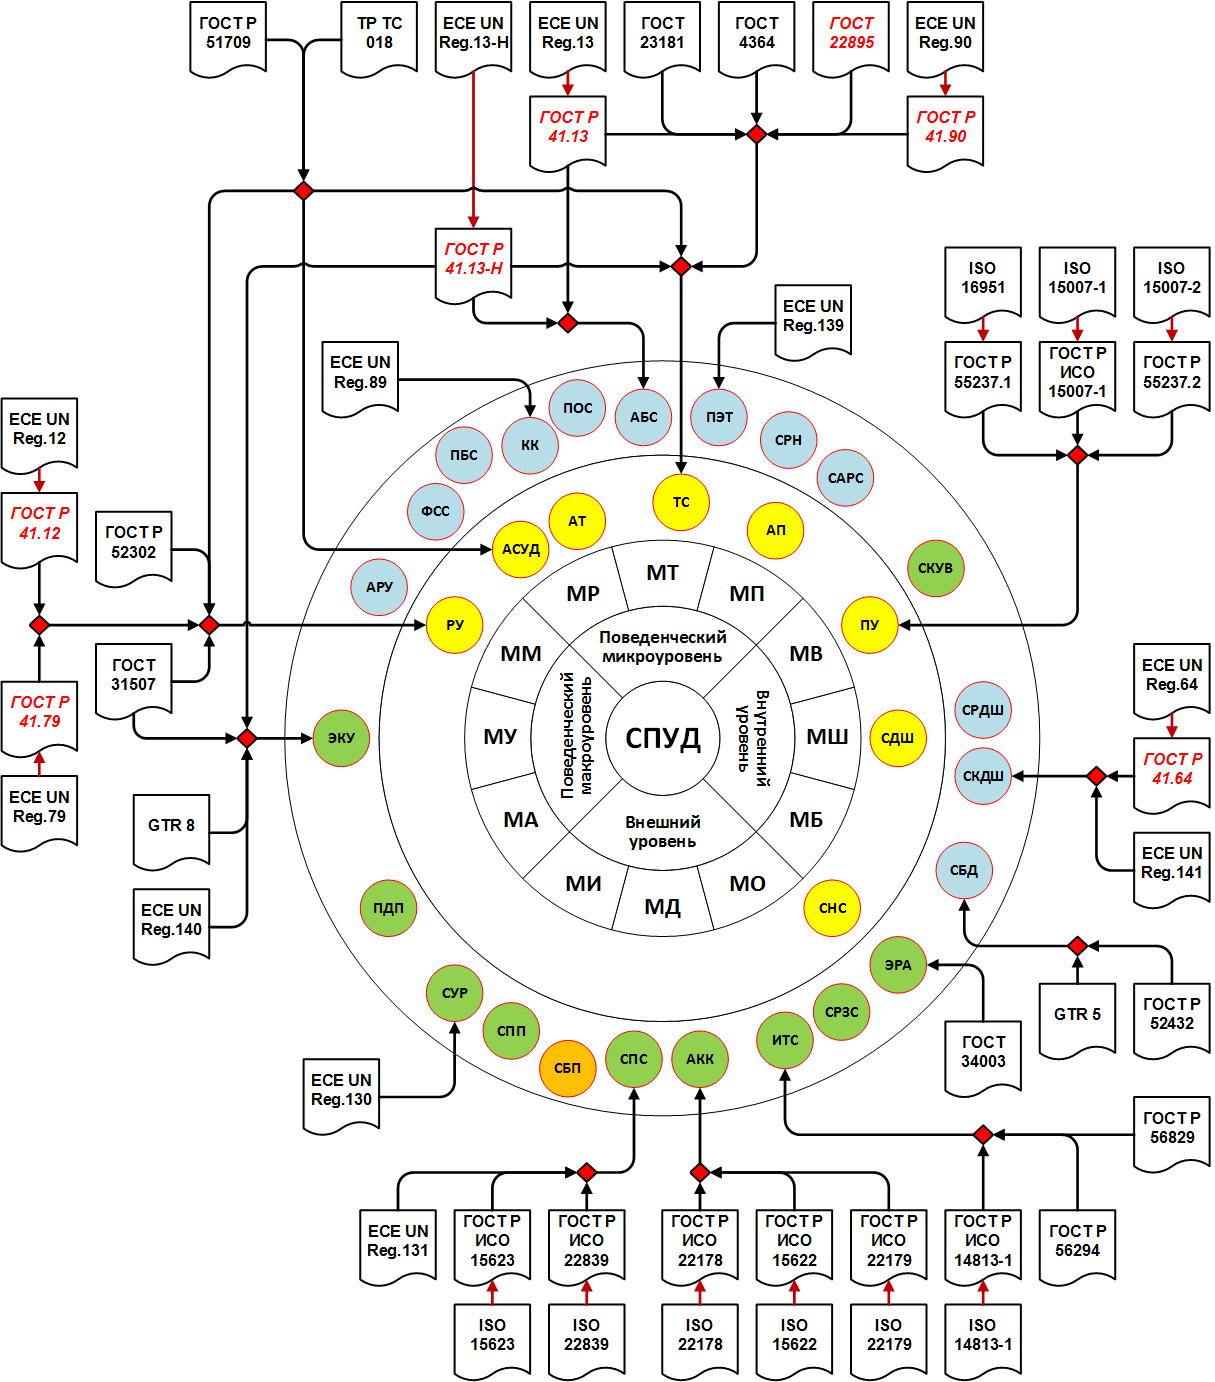 ГОСТ Р
51709
ТР ТС
018
ECE UN
Reg.13-H
ECE UN
Reg.13
ГОСТ
23181
ГОСТ
4364
ГОСТ
22895
ECE UN
Reg.90
ГОСТ Р
41.13
ГОСТ Р
41.90
ГОСТ Р
41.13-Н
ISO
16951
ISO
15007-1
ISO
15007-2
ECE UN
Reg.139
ECE UN
Reg.89
ГОСТ Р
55237.1
ГОСТ Р
ИСО
15007-1
ГОСТ Р
55237.2
ECE UN
Reg.12
ГОСТ Р
41.12
ГОСТ Р
52302
ГОСТ
31507
ГОСТ Р
41.79
ECE UN
Reg.79
GTR 8
ECE UN
Reg.140
ПОС
АБС
ПЭТ
КК
СРН
ПБС
САРС
ФСС
АРУ
СКУВ
ТС
АТ
АП
АСУД
РУ
ПУ
МТ
МР
МП
ММ
МВ
Поведенческий
микроуровень
Поведенческий
макроуровень
СПУД
Внутренний
уровень
Внешний
уровень
МУ
МШ
МА
МБ
МИ
МД
МО
ЭКУ
СДШ
СРДШ
СКДШ
СБД
СНС
ПДП
ЭРА
СУР
СРЗС
СПП
ИТС
СБП
СПС
АКК
ECE UN
Reg.64
ГОСТ Р
41.64
ECE UN
Reg.141
GTR 5
ГОСТ Р
52432
ГОСТ
34003
ECE UN
Reg.130
ГОСТ Р
56829
ECE UN
Reg.131
ГОСТ Р
ИСО
15623
ГОСТ Р
ИСО
22839
ГОСТ Р
ИСО
22178
ГОСТ Р
ИСО
15622
ГОСТ Р
ИСО
22179
ГОСТ Р
ИСО
14813-1
ГОСТ Р
56294
ISO
15623
ISO
22839
ISO
22178
ISO
15622
ISO
22179
ISO
14813-1